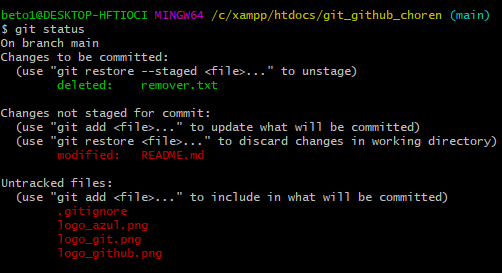 beto1@DESKTOP-HFTIOCI MINGW64 /c/xampp/htdocs/git_github_choren (main)
$ git status
On branch main
Changes to be committed:
  (use "git restore --staged <file>..." to unstage)
        deleted:    remover.txt

Changes not staged for commit:
  (use "git add <file>..." to update what will be committed)
  (use "git restore <file>..." to discard changes in working directory)
        modified:   README.md

Untracked files:
  (use "git add <file>..." to include in what will be committed)
        .gitignore
        logo_azul.png
        logo_git.png
        logo_github.png